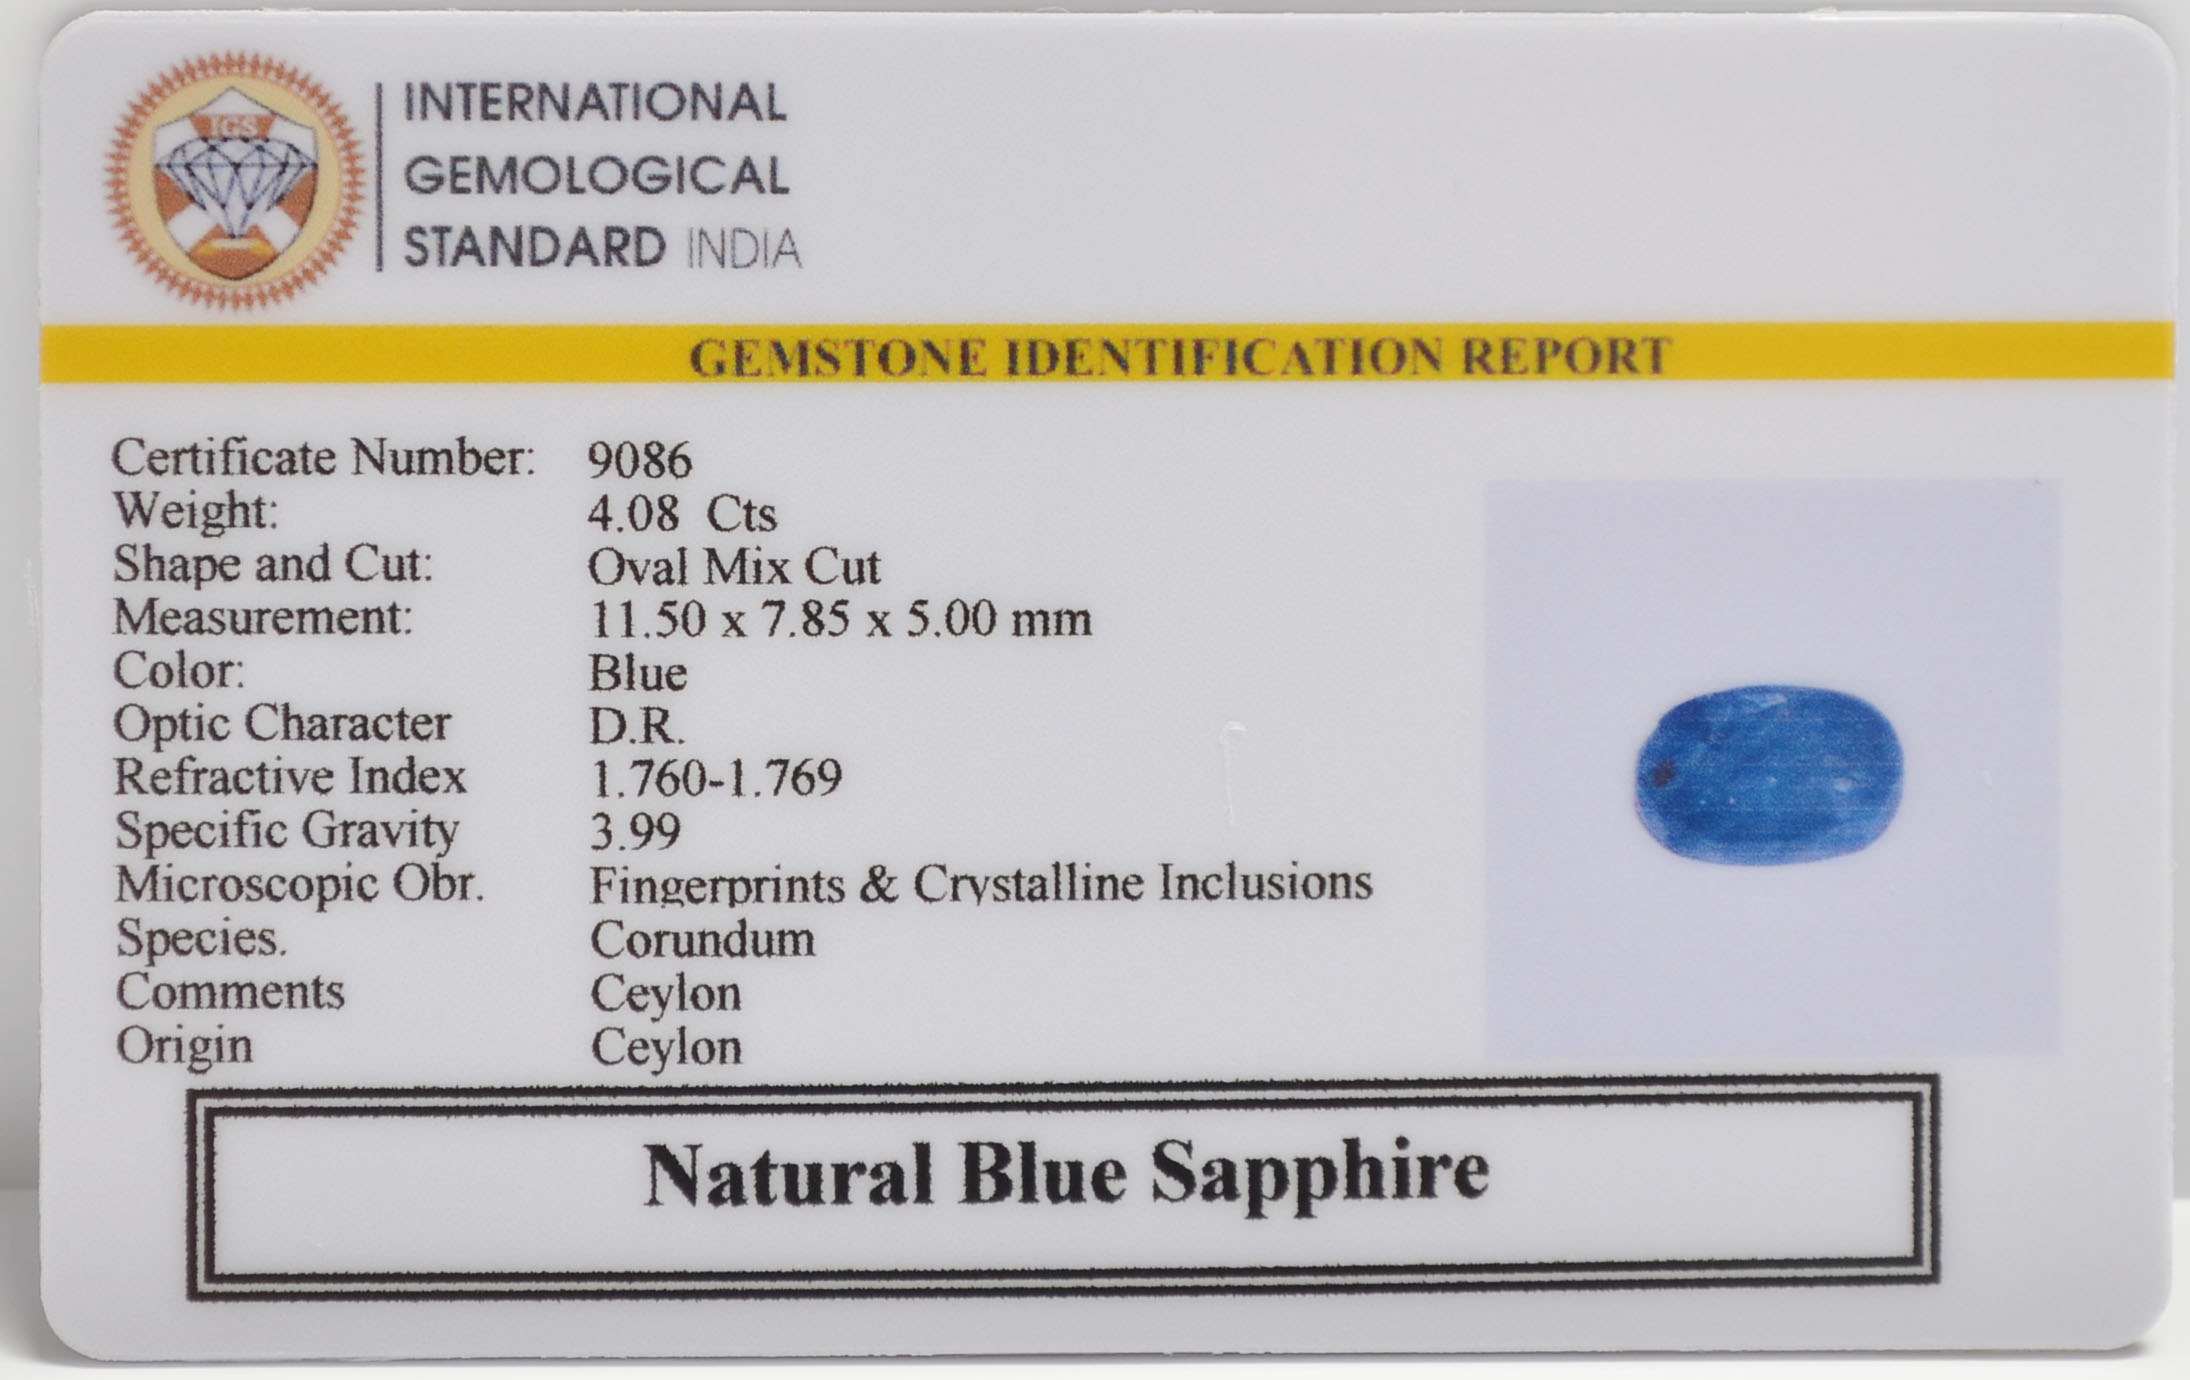 IGS
INTERNATIONAL
GEMOLOGICAL
STANDARD INDIA
GEMSTONE IDENTIFICATION REPORT
Certificate Number: 9086
Weight: 4.08 Cts
Shape and Cut: Oval Mix Cut
Measurement: 11.50 x 7.85 x 5.00 mm
Color: Blue
Optic Character D.R.
Refractive Index 1.760-1.769
Specific Gravity 3.99
Microscopic Obr. Fingerprints & Crystalline Inclusions
Species. Corundum
Comments Ceylon
Origin Ceylon
Natural Blue Sapphire